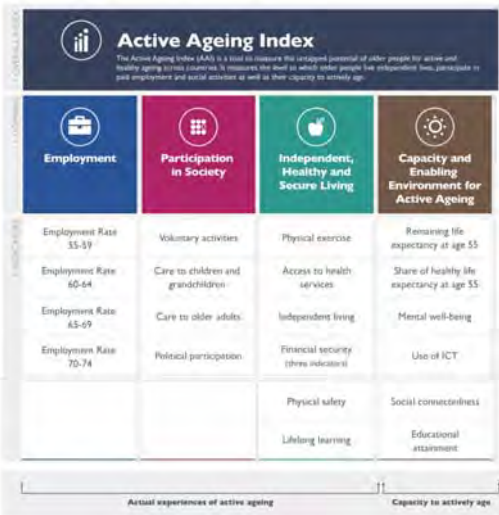 Active Ageing Index
The Active Ageing Index (AAI) is a tool to measure the untapped potential of older people for active and
healthy ageing across countries. It measures the level to which older people live independent lives, participate in
paid employment and social activities as well as their capacity to actively age.
Employment
Participation
in Society
Independent,
Healthy and
Secure Living
Capacity and
Enabling
Environment for
Active Ageing
Employment Rate
55-59
Voluntary activities
Physical exercise
Remaining life
expectancy at age 55
Employment Rate
60-64
Care to children and
grandchildren
Access to health
services
Share of healthy life
expectancy at age 55
Employment Rate
65-69
Care to older adults
Independent living
Mental well-being
Employment Rate
70-74
Political participation
Financial security
(three indicators)
Use of ICT
Physical safety
Social connectedness
Lifelong learning
Educational
attainment
Actual experiences of active ageing
Capacity to actively age